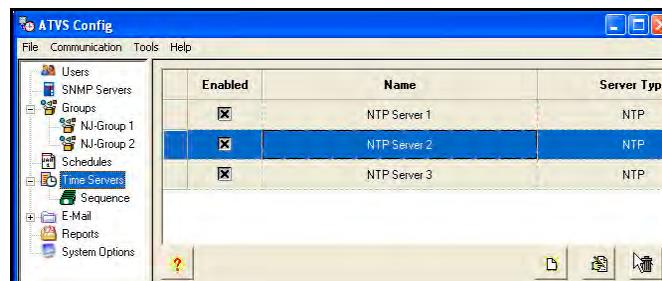 ATVS Config
File Communication Tools Help
Users
SNMP Servers
Groups
NJ-Group 1
NJ-Group 2
Schedules
Time Servers
Sequence
E-Mail
Reports
System Options
Enabled Name Server Typ
NTP Server 1 NTP
NTP Server 2 NTP
NTP Server 3 NTP
?